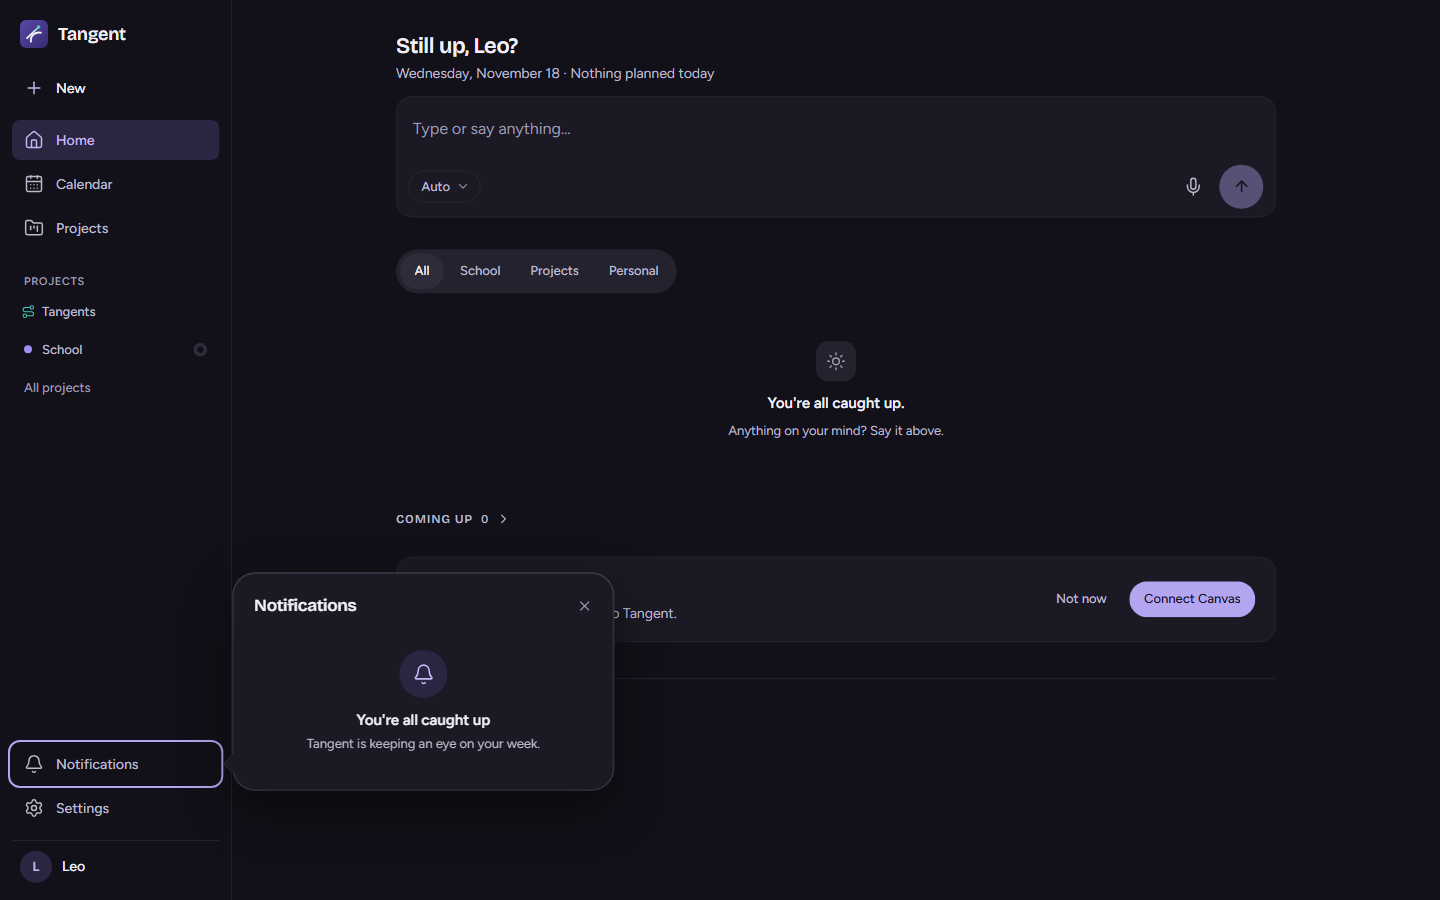 Tangent
New
Home
Calendar
Projects
PROJECTS
Tangents
School
All projects
Notifications
Settings
L
Leo
Still up, Leo?
Wednesday, November 18 · Nothing planned today
Type or say anything...
Auto
All
School
Projects
Personal
You're all caught up.
Anything on your mind? Say it above.
COMING UP 0
Tangent.
Not now
Connect Canvas
Notifications
You're all caught up
Tangent is keeping an eye on your week.